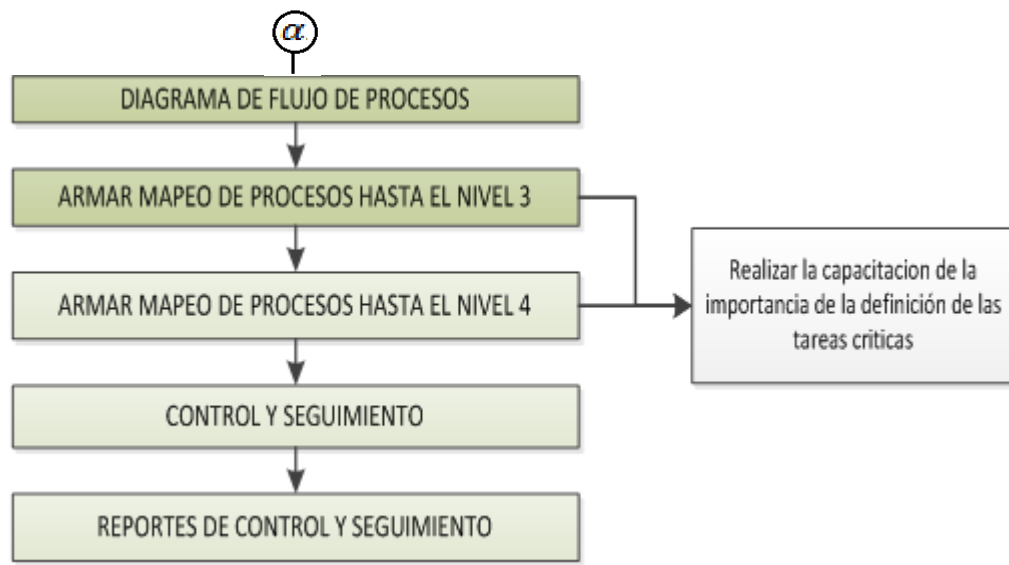 α
DIAGRAMA DE FLUJO DE PROCESOS
ARMAR MAPEO DE PROCESOS HASTA EL NIVEL 3
ARMAR MAPEO DE PROCESOS HASTA EL NIVEL 4
Realizar la capacitacion de la
importancia de la definición de las
tareas criticas
CONTROL Y SEGUIMIENTO
REPORTES DE CONTROL Y SEGUIMIENTO